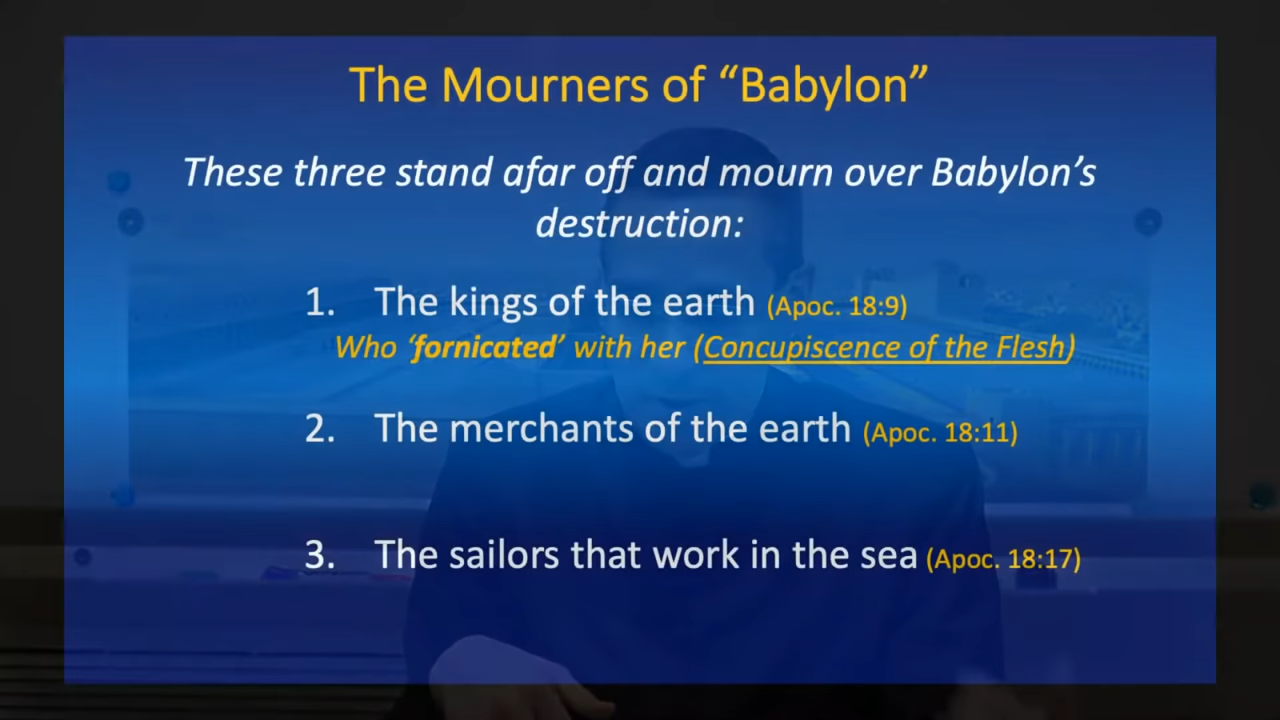 The Mourners of “Babylon”
These three stand afar off and mourn over Babylon’s
destruction:
1. The kings of the earth (Apoc. 18:9)
Who ‘fornicated’ with her (Concupiscence of the Flesh)
2. The merchants of the earth (Apoc. 18:11)
3. The sailors that work in the sea (Apoc. 18:17)